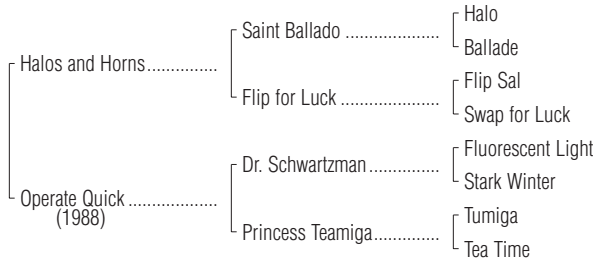 Halo
Saint Ballado ....................
Ballade
Halos and Horns...............
Flip Sal
Flip for Luck .....................
Swap for Luck
Fluorescent Light
Dr. Schwartzman...............
Stark Winter
Operate Quick ...................
(1988)
Tumiga
Princess Teamiga..............
Tea Time